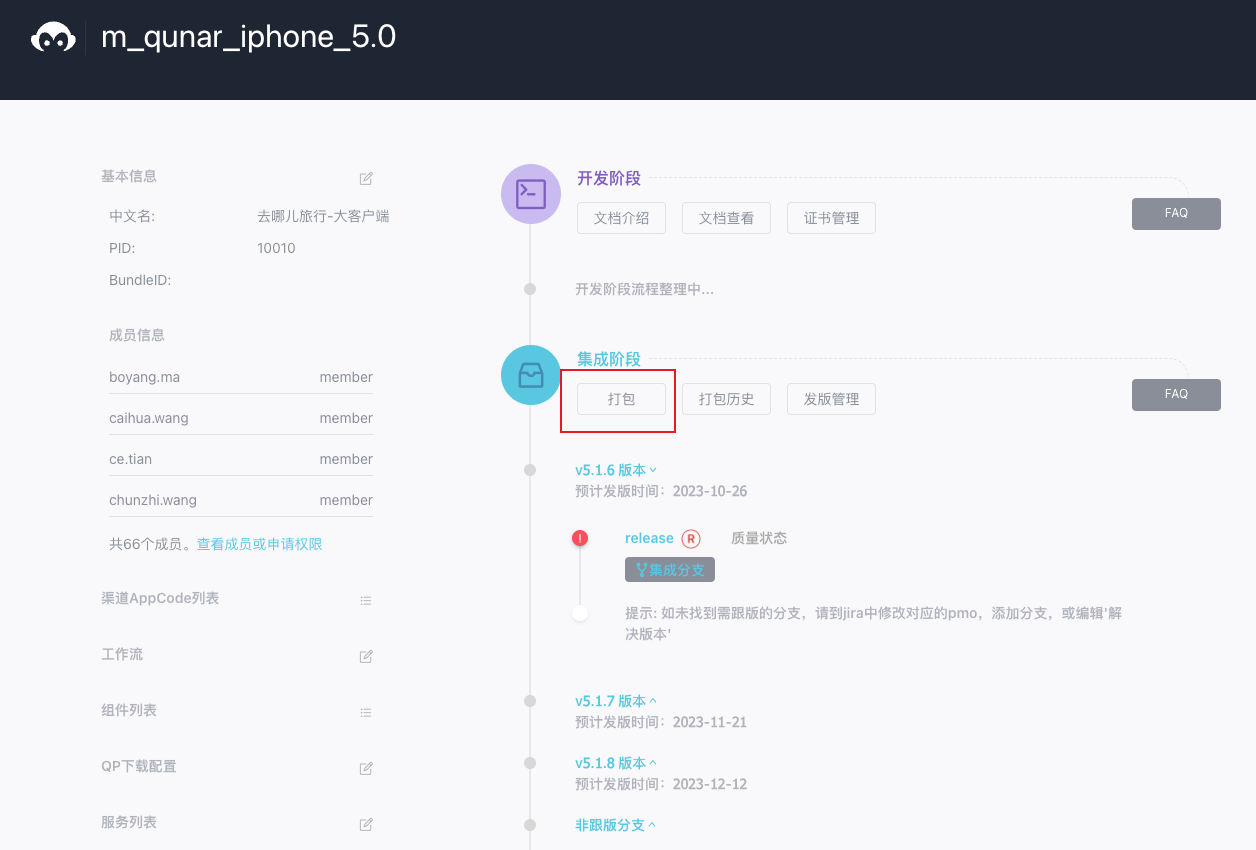 m_qunar_iphone_5.0
基本信息
中文名: 去哪儿旅行-大客户端
PID: 10010
BundleID:
成员信息
boyang.ma member
caihua.wang member
ce.tian member
chunzhi.wang member
共66个成员。查看成员或申请权限
渠道AppCode列表
工作流
组件列表
QP下载配置
服务列表
开发阶段
文档介绍 文档查看 证书管理
FAQ
开发阶段流程整理中...
集成阶段
打包 打包历史 发版管理
FAQ
v5.1.6 版本
预计发版时间：2023-10-26
release R 质量状态
集成分支
提示: 如未找到需跟版的分支，请到jira中修改对应的pmo，添加分支，或编辑'解
决版本'
v5.1.7 版本
预计发版时间：2023-11-21
v5.1.8 版本
预计发版时间：2023-12-12
非跟版分支